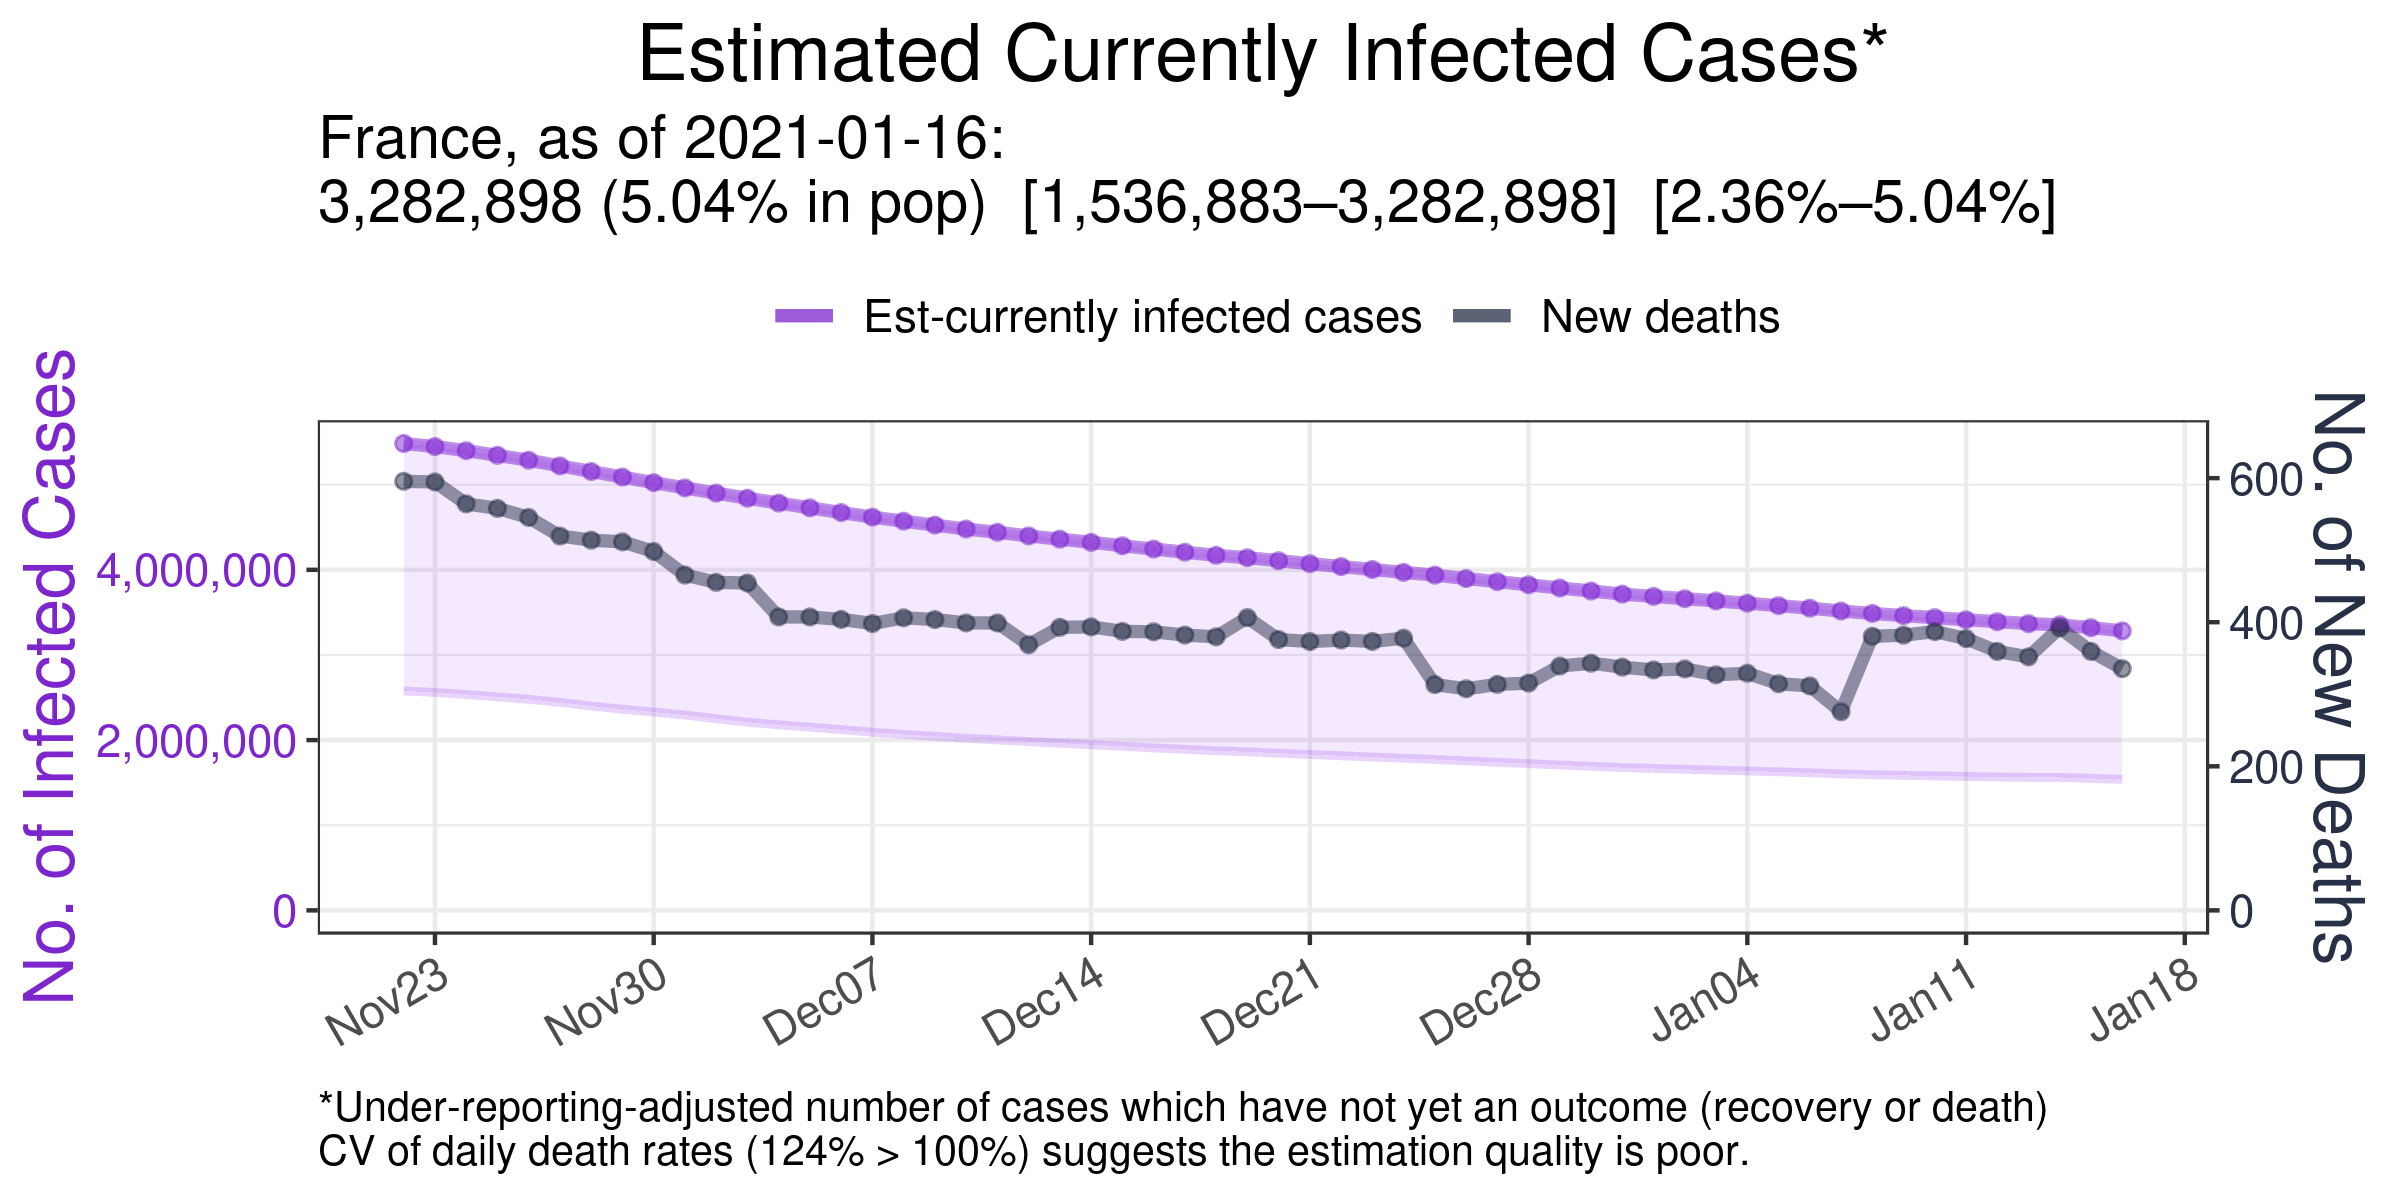 Estimated Currently Infected Cases*
France, as of 2021-01-16:
3,282,898 (5.04% in pop)  [1,536,883–3,282,898]  [2.36%–5.04%]
Est-currently infected cases
New deaths
No. of Infected Cases
4,000,000
2,000,000
0
No. of New Deaths
600
400
200
0
Nov23
Nov30
Dec07
Dec14
Dec21
Dec28
Jan04
Jan11
Jan18
*Under-reporting-adjusted number of cases which have not yet an outcome (recovery or death)
CV of daily death rates (124% > 100%) suggests the estimation quality is poor.